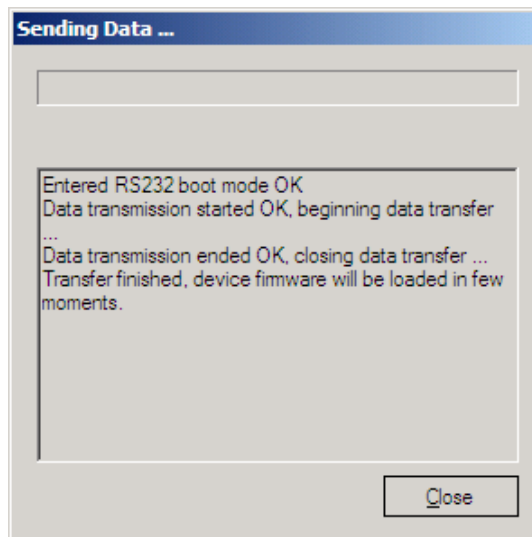 Sending Data ...
Entered RS232 boot mode OK
Data transmission started OK, beginning data transfer
...
Data transmission ended OK, closing data transfer ...
Transfer finished, device firmware will be loaded in few
moments.
Close